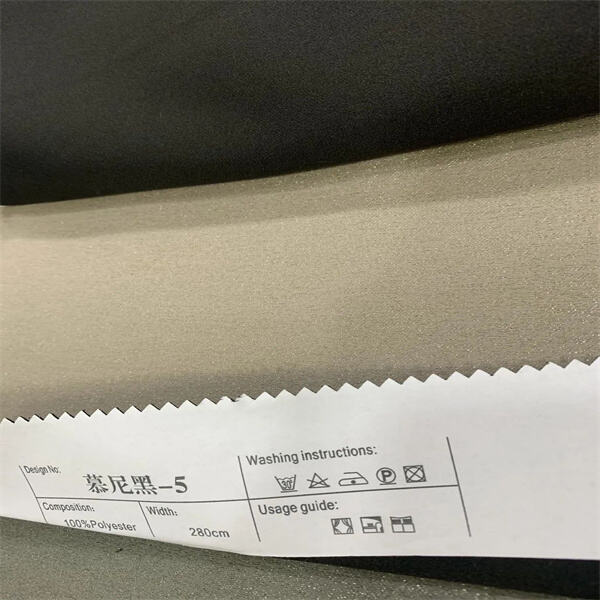 Design No:
慕尼黑-5
Composition:
100%Polyester
Width:
280cm
Washing instructions:
30
P
Usage guide: